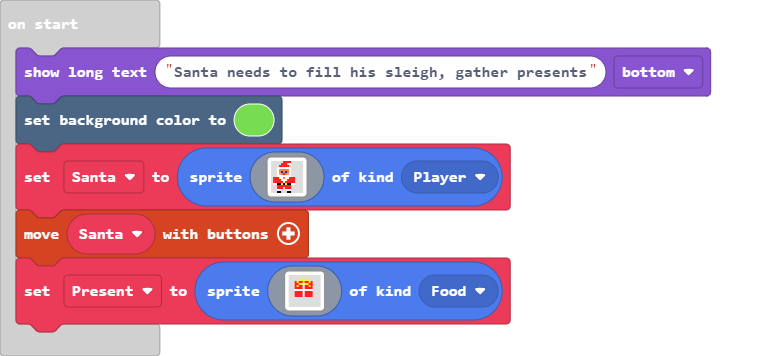 on start
show long text "Santa needs to fill his sleigh, gather presents" bottom
set background color to
set Santa to sprite of kind Player
move Santa with buttons
set Present to sprite of kind Food